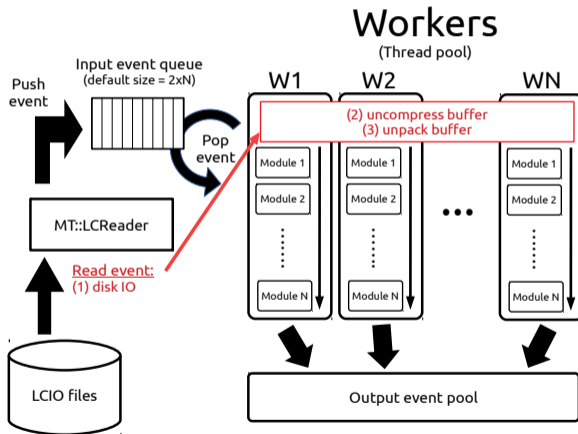 Workers
(Thread pool)
Input event queue
(default size = 2xN)
Push
event
Pop
event
W1
W2
WN
(2) uncompress buffer
(3) unpack buffer
Module 1
Module 1
Module 1
Module 2
Module 2
Module 2
Module N
Module N
Module N
MT::LCReader
Read event:
(1) disk IO
LCIO files
Output event pool